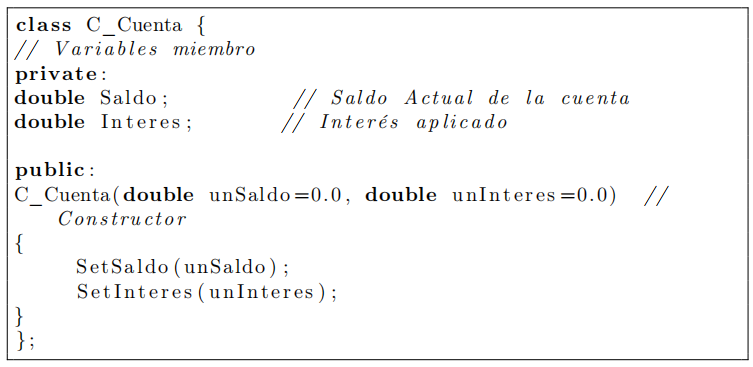 class C_Cuenta {
// Variables miembro
private:
double Saldo; // Saldo Actual de la cuenta
double Interes; // Interés aplicado
public:
C_Cuenta(double unSaldo=0.0, double unInteres=0.0) //
Constructor
{
SetSaldo(unSaldo);
SetInteres(unInteres);
}
};